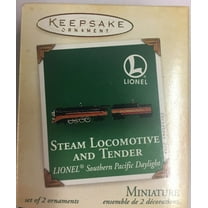 KEEPSAKE
ORNAMENT
LIONEL
STEAM LOCOMOTIVE
AND TENDER
LIONEL® Southern Pacific Daylight
MINIATURE
set of 2 ornaments
ensemble de 2 décorations